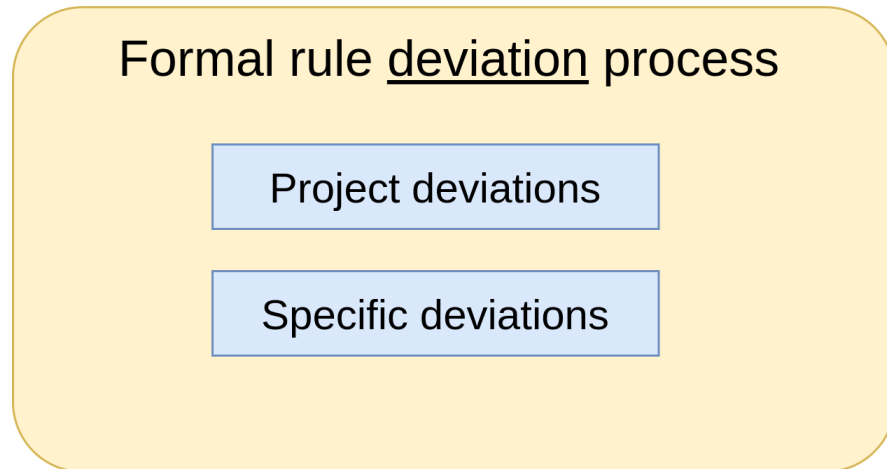 Formal rule deviation process
Project deviations
Specific deviations